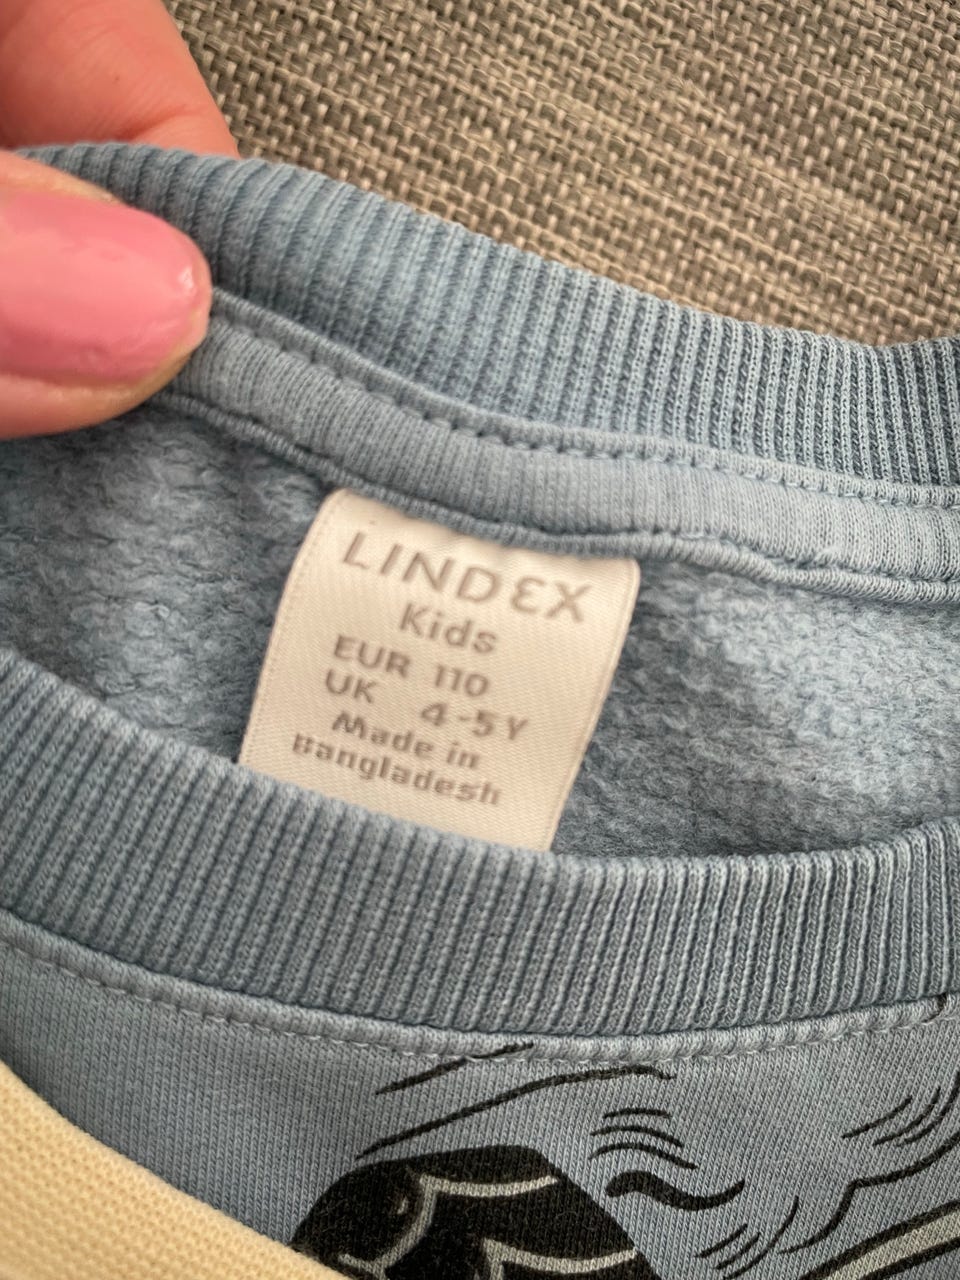 LINDEX
Kids
EUR 110
UK 4-5Y
Made in
Bangladesh